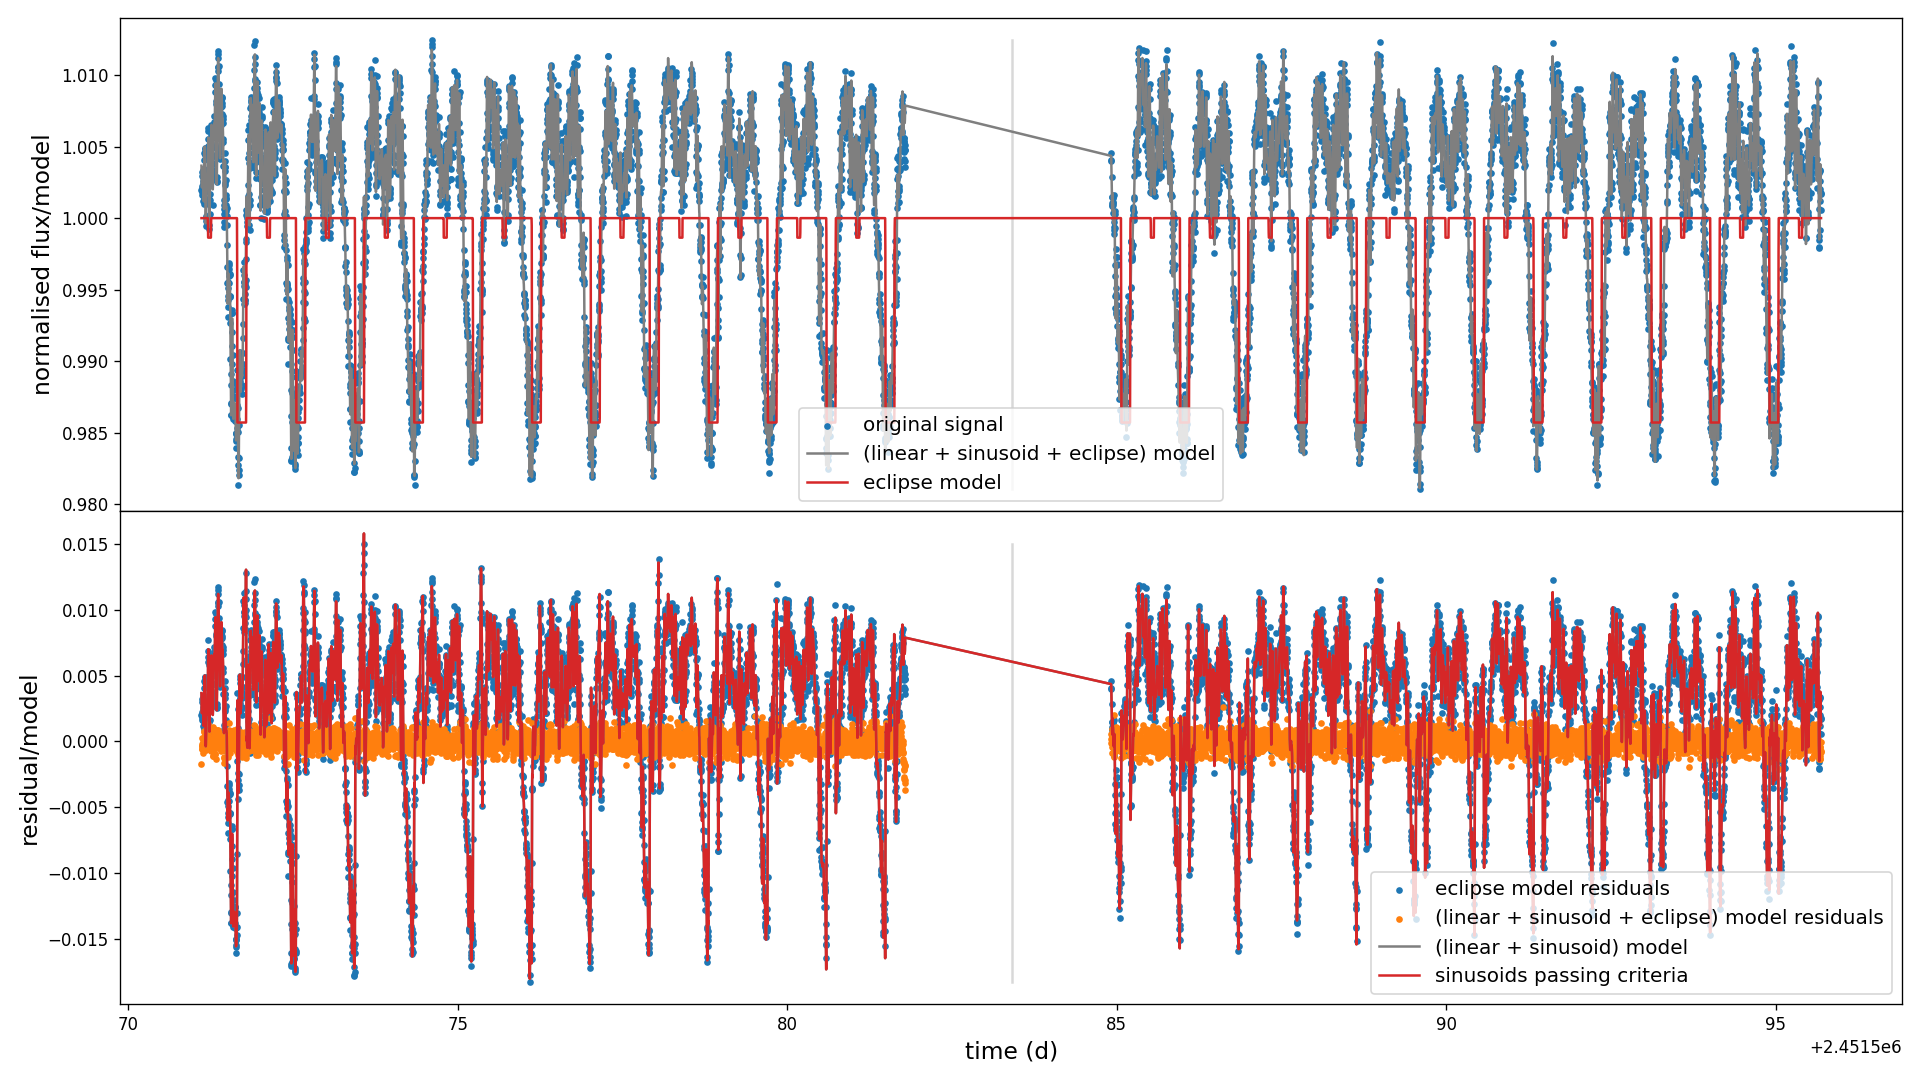 1.010
1.005
1.000
0.995
0.990
0.985
0.980
normalised flux/model
original signal
(linear + sinusoid + eclipse) model
eclipse model
0.015
0.010
0.005
0.000
−0.005
−0.010
−0.015
residual/model
eclipse model residuals
(linear + sinusoid + eclipse) model residuals
(linear + sinusoid) model
sinusoids passing criteria
70
75
80
85
90
95
time (d)
+2.4515e6